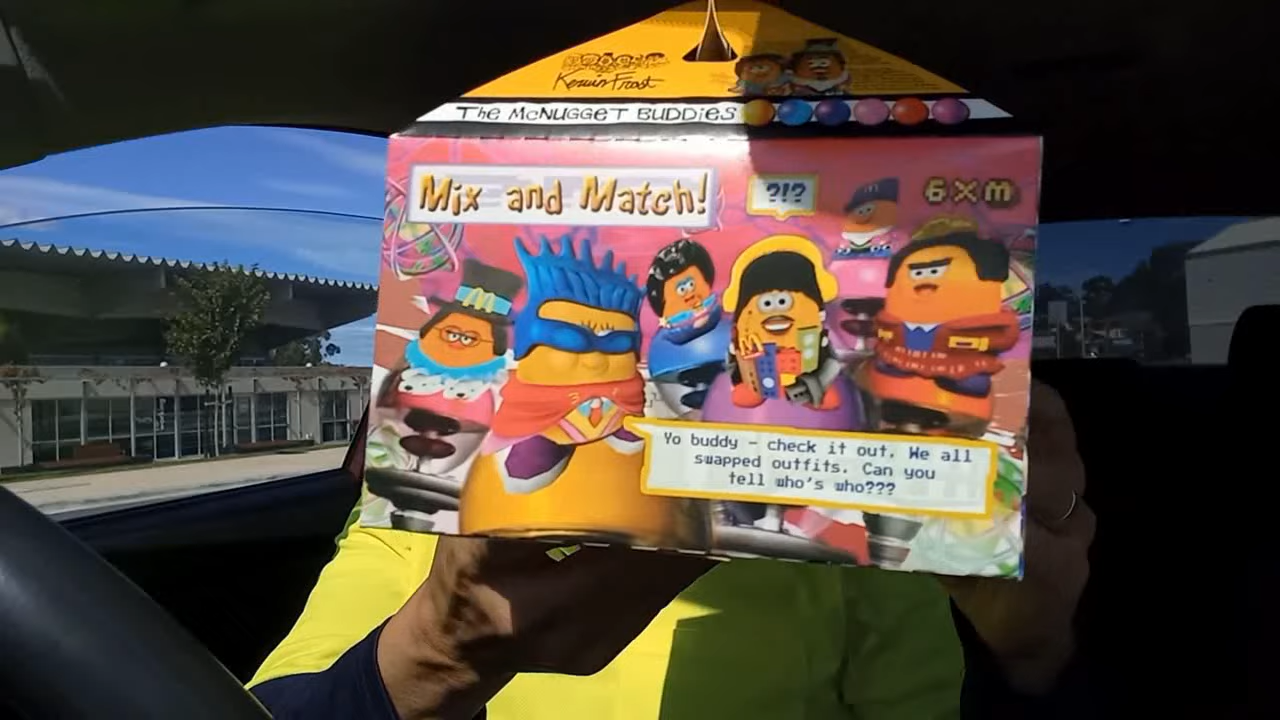 Kerwin Frost
The McNugget Buddies
Mix and Match!
?!?
6xm
Yo buddy – check it out. We all
swapped outfits. Can you
tell who's who???